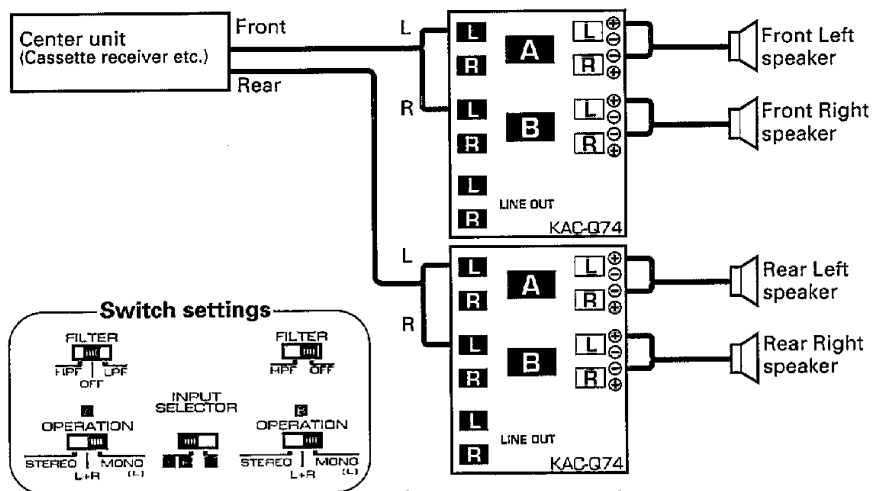 Center unit
(Cassette receiver etc.)
Front
Rear
L
R
L
R
A
L
R
L
R
B
L
R
L
R
LINE OUT
KAC-Q74
Front Left
speaker
Front Right
speaker
L
R
L
R
A
L
R
L
R
B
L
R
L
R
LINE OUT
KAC-Q74
Rear Left
speaker
Rear Right
speaker
Switch settings
FILTER
HPF LPF
OFF
FILTER
HPF OFF
A
OPERATION
STEREO MONO
L+R (L)
INPUT
SELECTOR
B
OPERATION
STEREO MONO
L+R (L)